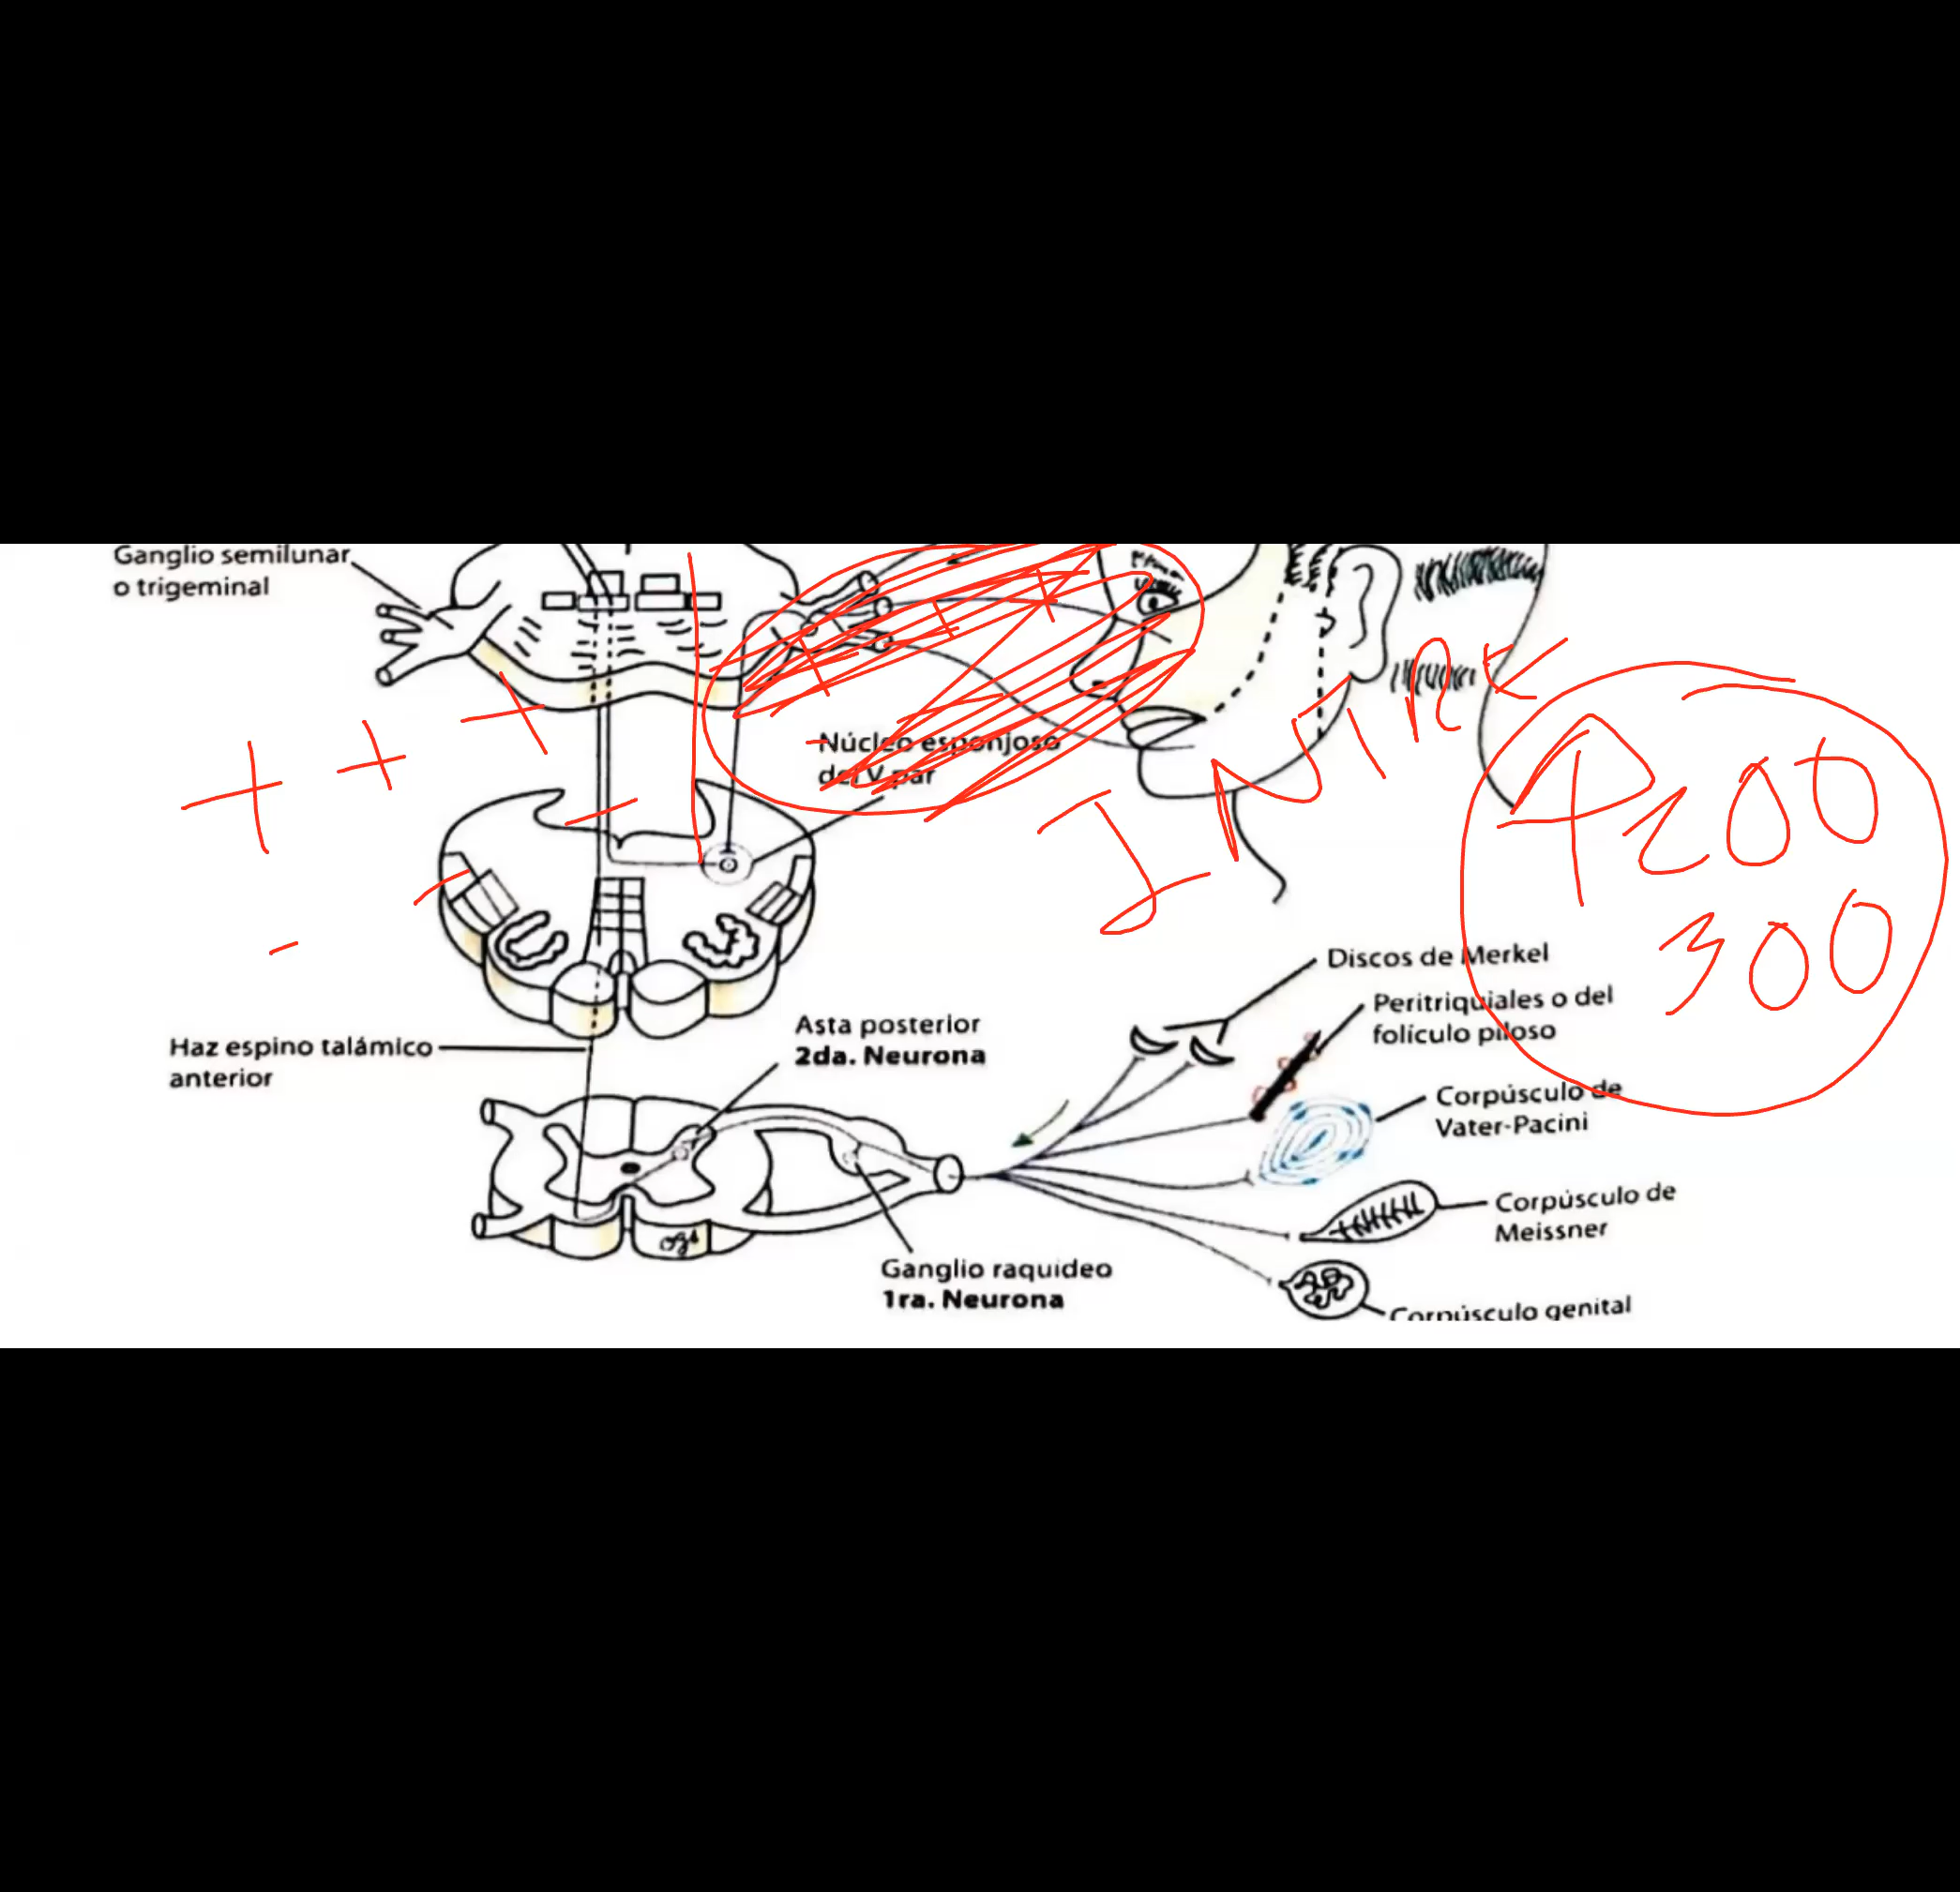 Ganglio semilunar
o trigeminal
Núcleo esponjoso
del V par
200
300
Discos de Merkel
Peritriquiales o del
folículo piloso
Asta posterior
2da. Neurona
Haz espino talámico
anterior
Corpúsculo de
Vater-Pacini
Corpúsculo de
Meissner
Ganglio raquideo
1ra. Neurona
Corpúsculo genital